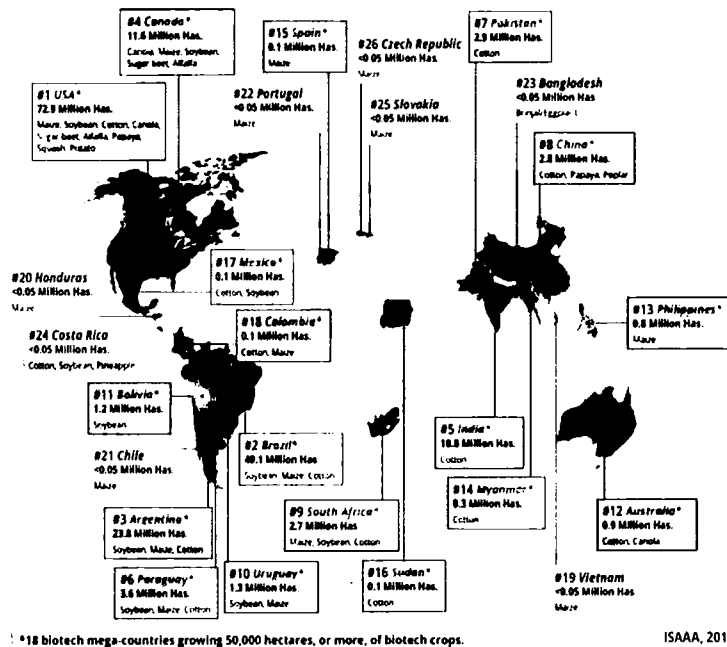 #4 Canada*
11.6 Million Has.
Canola, Maize, Soybean,
Sugar beet, Alfalfa
#15 Spain*
0.1 Million Has.
Maize
#7 Pakistan*
2.9 Million Has.
Cotton
#26 Czech Republic
<0.05 Million Has.
Maize
#1 USA*
72.9 Million Has.
Maize, Soybean, Cotton, Canola,
Sugar beet, Alfalfa, Papaya,
Squash, Potato
#22 Portugal
<0.05 Million Has.
Maize
#25 Slovakia
<0.05 Million Has.
Maize
#23 Bangladesh
<0.05 Million Has
Brinjal/Eggplant
#8 China*
2.8 Million Has.
Cotton, Papaya, Poplar
#17 Mexico*
0.1 Million Has.
Cotton, Soybean
#20 Honduras
<0.05 Million Has.
Maize
#13 Philippines*
0.8 Million Has.
Maize
#18 Colombia*
0.1 Million Has.
Cotton, Maize
#24 Costa Rica
<0.05 Million Has.
Cotton, Soybean, Pineapple
#11 Bolivia*
1.2 Million Has.
Soybean
#2 Brazil*
49.1 Million Has.
Soybean, Maize, Cotton
#5 India*
10.8 Million Has.
Cotton
#21 Chile
<0.05 Million Has.
Maize
#14 Myanmar*
0.3 Million Has.
Cotton
#9 South Africa*
2.7 Million Has
Maize, Soybean, Cotton
#12 Australia*
0.9 Million Has.
Cotton, Canola
#3 Argentina*
23.8 Million Has.
Soybean, Maize, Cotton
#6 Paraguay*
3.6 Million Has.
Soybean, Maize, Cotton
#10 Uruguay*
1.3 Million Has.
Soybean, Maize
#16 Sudan*
0.1 Million Has.
Cotton
#19 Vietnam
<0.05 Million Has.
Maize
*18 biotech mega-countries growing 50,000 hectares, or more, of biotech crops.
ISAAA, 201